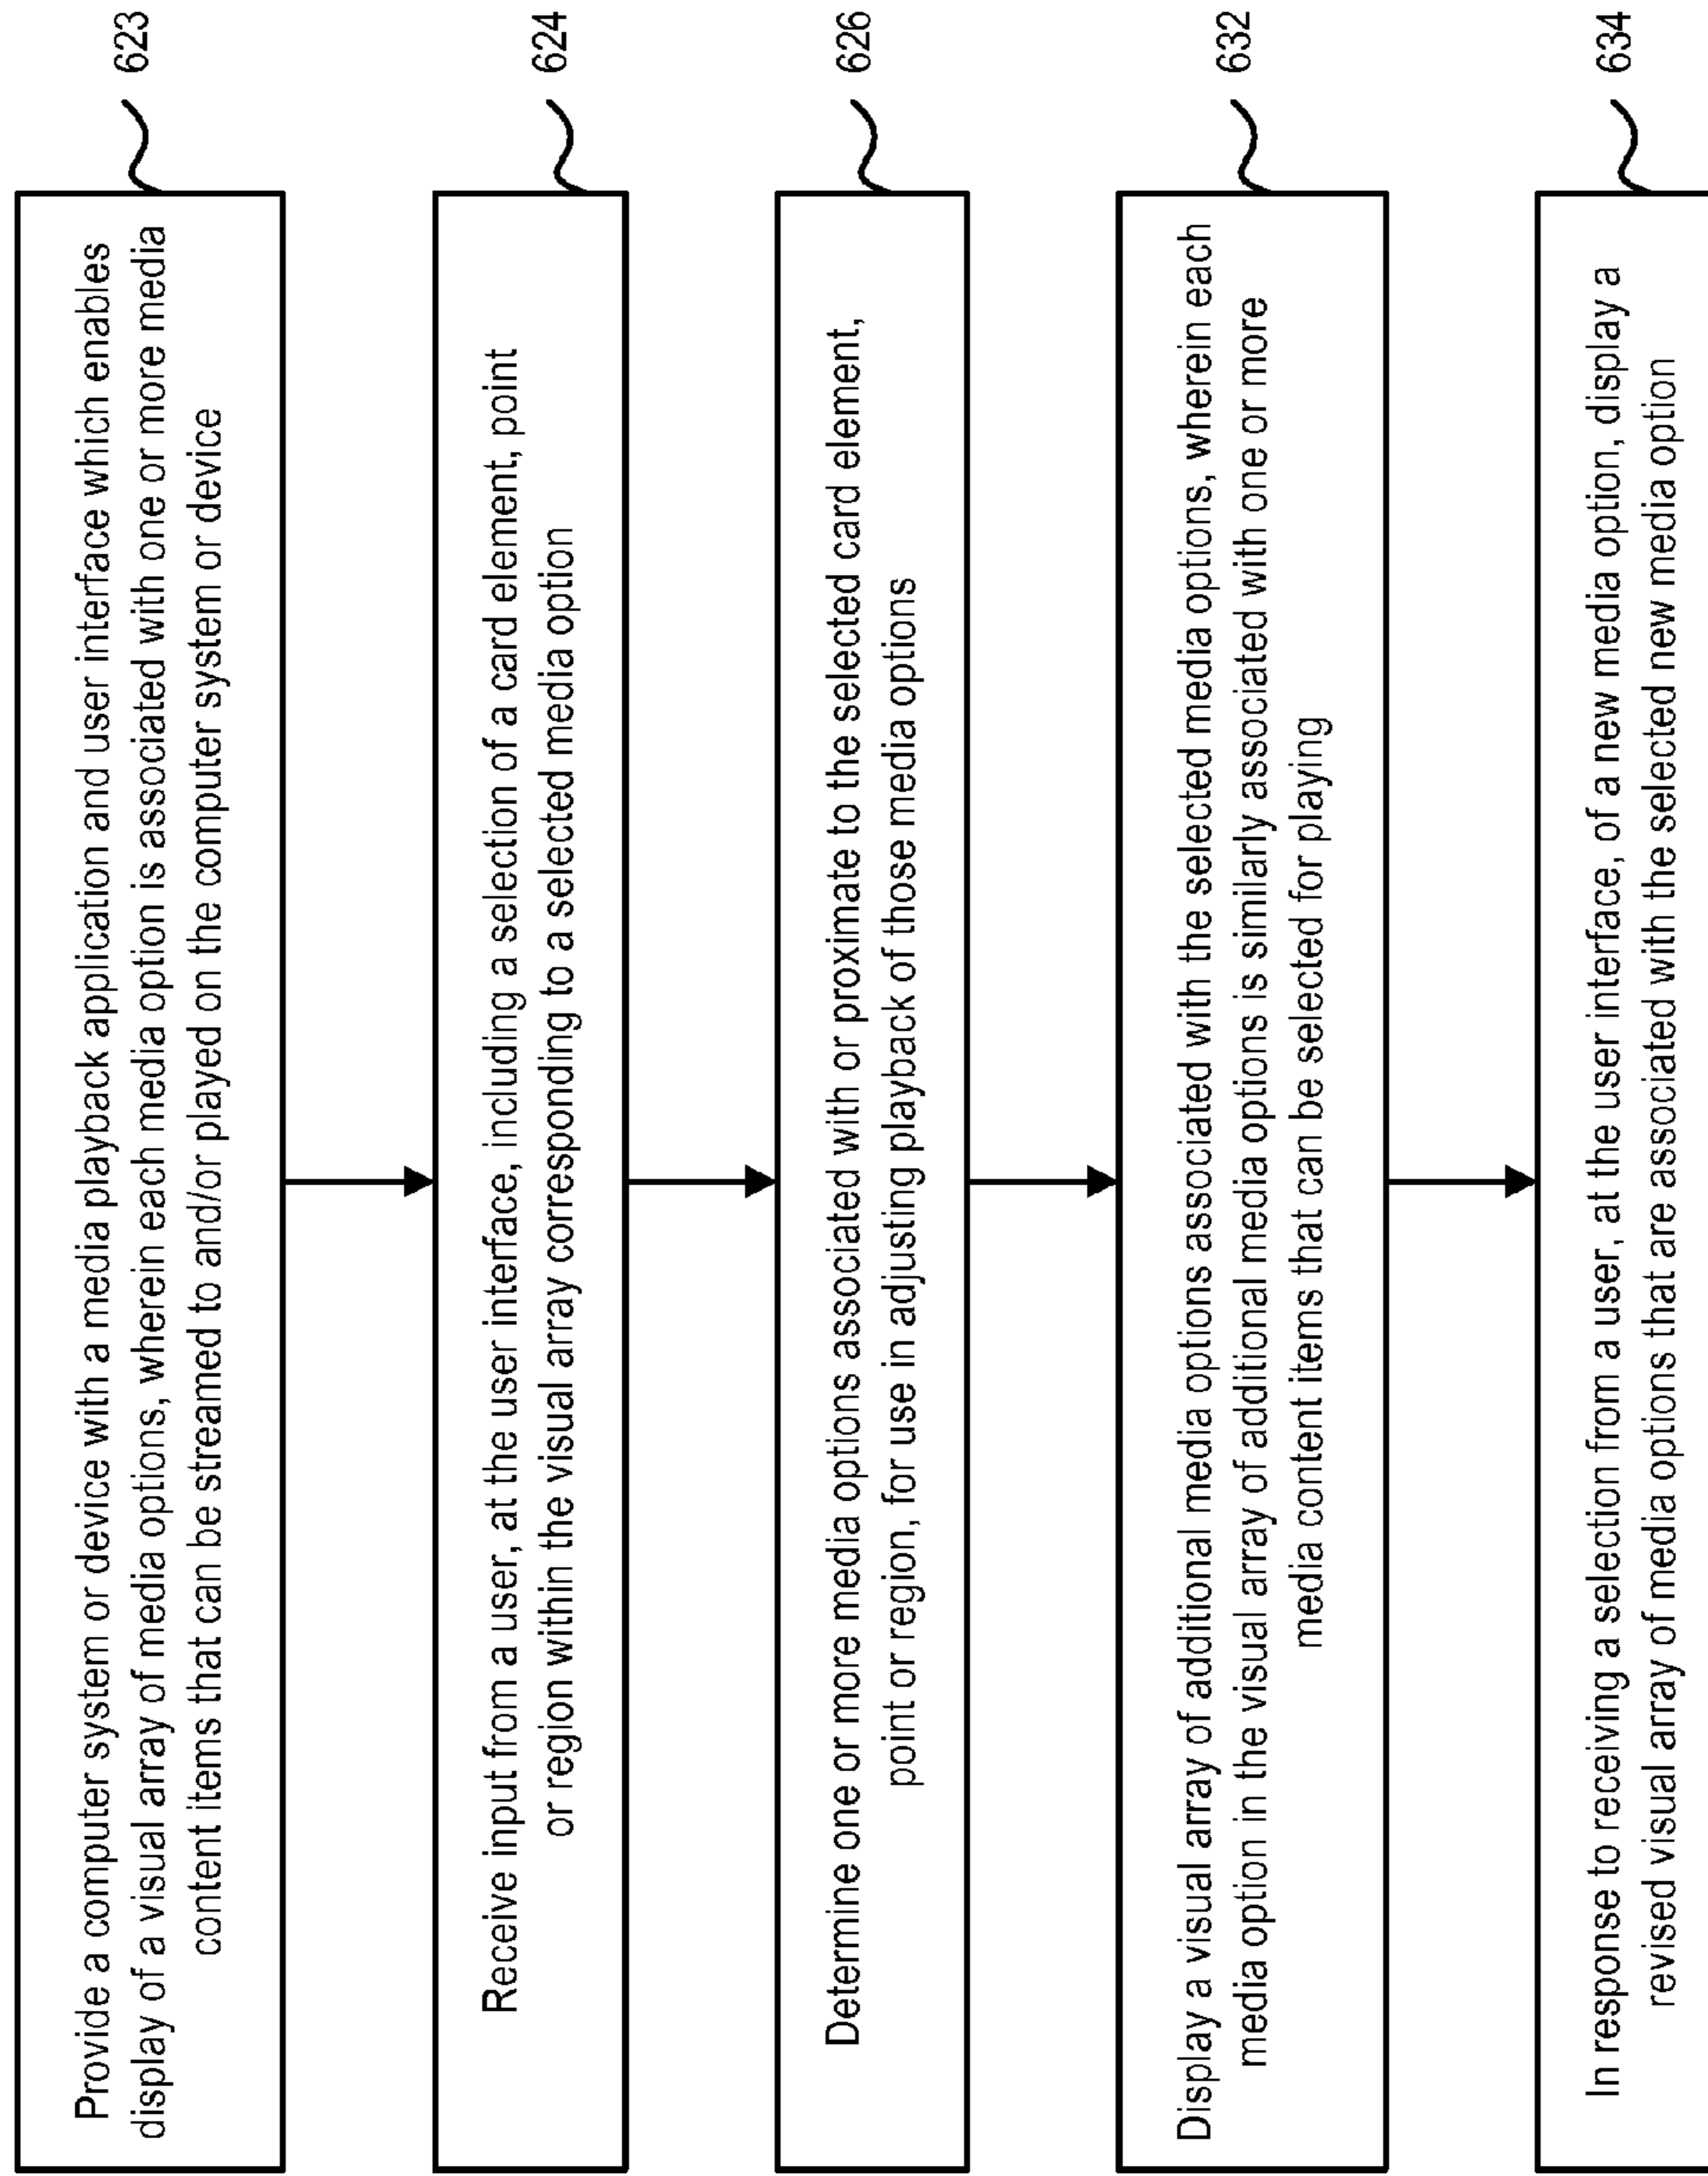 Provide a computer system or device with a media playback application and user interface which enables
display of a visual array of media options, wherein each media option is associated with one or more media
content items that can be streamed to and/or played on the computer system or device
623
Receive input from a user, at the user interface, including a selection of a card element, point
or region within the visual array corresponding to a selected media option
624
Determine one or more media options associated with or proximate to the selected card element,
point or region, for use in adjusting playback of those media options
626
Display a visual array of additional media options associated with the selected media options, wherein each
media option in the visual array of additional media options is similarly associated with one or more
media content items that can be selected for playing
632
In response to receiving a selection from a user, at the user interface, of a new media option, display a
revised visual array of media options that are associated with the selected new media option
634